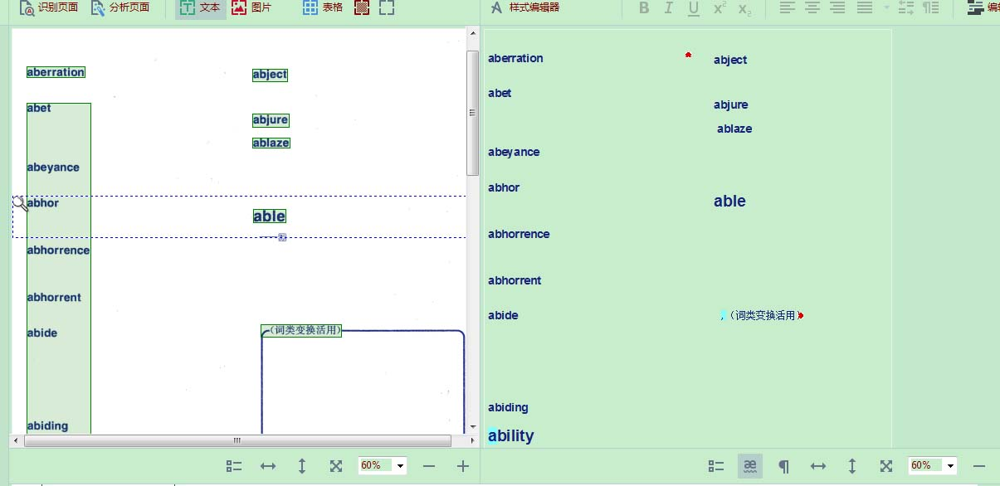 识别页面 分析页面 文本 图片 表格 样式编辑器 B I U x² x₂
aberration
abject
abet
abjure
ablaze
abeyance
abhor
able
abhorrence
abhorrent
abide
(词类变换活用)
abiding
60%
aberration
abject
abet
abjure
ablaze
abeyance
abhor
able
abhorrence
abhorrent
abide
,（词类变换活用）
abiding
ability
æ
60%